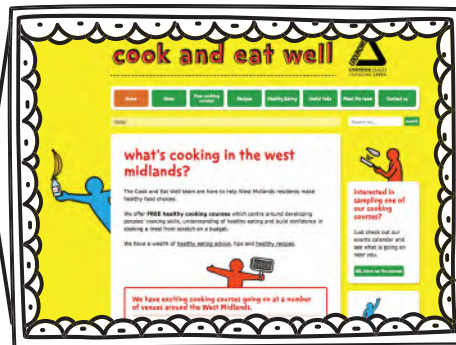 cook and eat well
GROUNDWORK
CHANGING PLACES
CHANGING LIVES
Home
News
Free cooking
courses
Recipes
Healthy Eating
Useful links
Meet the team
Contact us
Home
search
what's cooking in the west
midlands?
The Cook and Eat Well team are here to help West Midlands residents make
healthy food choices.
We offer FREE healthy cooking courses which centre around developing
peoples' cooking skills, understanding of healthy eating and build confidence in
cooking a meal from scratch on a budget.
We have a wealth of healthy eating advice, tips and healthy recipes.
We have exciting cooking courses going on at a number
of venues around the West Midlands.
Interested in
sampling one of
our cooking
courses?
Just check out our
events calendar and
see what is going on
near you.